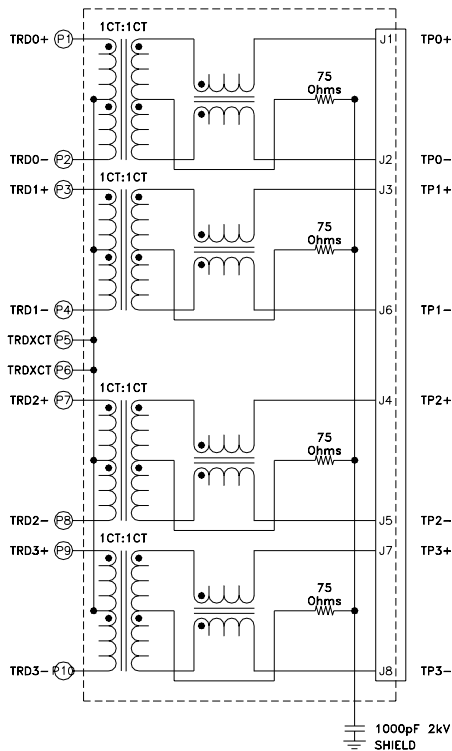 1CT:1CT
TRD0+ P1 J1 TP0+
75
Ohms
TRD0- P2 J2 TP0-
TRD1+ P3 J3 TP1+
1CT:1CT
75
Ohms
TRD1- P4 J6 TP1-
TRDXCT P5
TRDXCT P6
1CT:1CT
TRD2+ P7 J4 TP2+
75
Ohms
TRD2- P8 J5 TP2-
1CT:1CT
TRD3+ P9 J7 TP3+
75
Ohms
TRD3- P10 J8 TP3-
1000pF 2kV
SHIELD